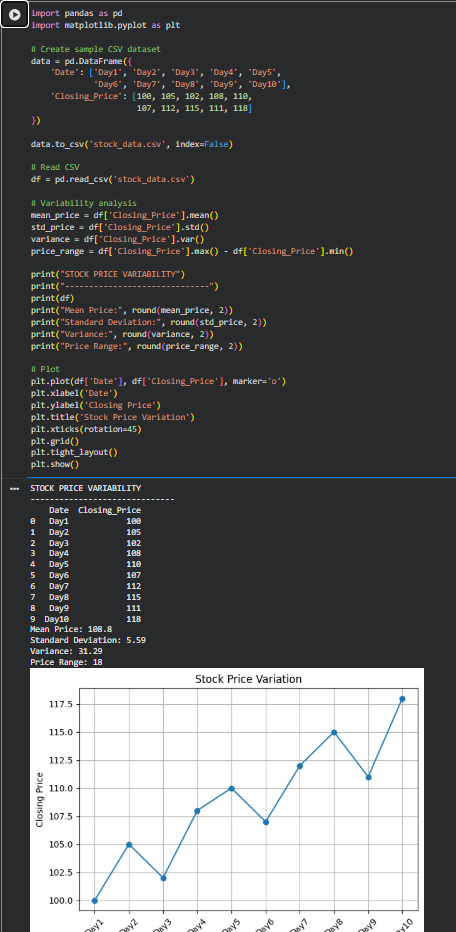 import pandas as pd
import matplotlib.pyplot as plt
# Create sample CSV dataset
data = pd.DataFrame({
    'Date': ['Day1', 'Day2', 'Day3', 'Day4', 'Day5',
             'Day6', 'Day7', 'Day8', 'Day9', 'Day10'],
    'Closing_Price': [100, 105, 102, 108, 110,
                      107, 112, 115, 111, 118]
})
data.to_csv('stock_data.csv', index=False)
# Read CSV
df = pd.read_csv('stock_data.csv')
# Variability analysis
mean_price = df['Closing_Price'].mean()
std_price = df['Closing_Price'].std()
variance = df['Closing_Price'].var()
price_range = df['Closing_Price'].max() - df['Closing_Price'].min()
print("STOCK PRICE VARIABILITY")
print("------------------------------")
print(df)
print("Mean Price:", round(mean_price, 2))
print("Standard Deviation:", round(std_price, 2))
print("Variance:", round(variance, 2))
print("Price Range:", round(price_range, 2))
# Plot
plt.plot(df['Date'], df['Closing_Price'], marker='o')
plt.xlabel('Date')
plt.ylabel('Closing Price')
plt.title('Stock Price Variation')
plt.xticks(rotation=45)
plt.grid()
plt.tight_layout()
plt.show()
STOCK PRICE VARIABILITY
------------------------------
Date Closing_Price
0 Day1 100
1 Day2 105
2 Day3 102
3 Day4 108
4 Day5 110
5 Day6 107
6 Day7 112
7 Day8 115
8 Day9 111
9 Day10 118
Mean Price: 108.8
Standard Deviation: 5.59
Variance: 31.29
Price Range: 18
Stock Price Variation
117.5
115.0
112.5
110.0
107.5
105.0
102.5
100.0
Closing Price